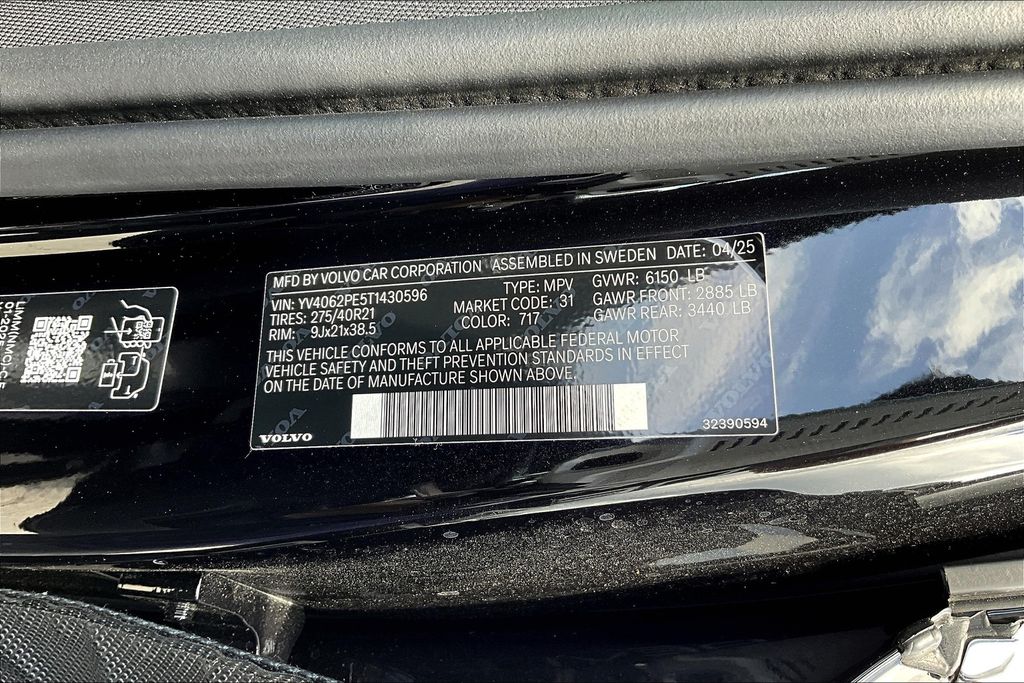 MFD BY VOLVO CAR CORPORATION ASSEMBLED IN SWEDEN DATE: 04/25
VIN: YV4062PE5T1430596 TYPE: MPV GVWR: 6150 LB
TIRES: 275/40R21 MARKET CODE: 31 GAWR FRONT: 2885 LB
RIM: 9Jx21x38.5 COLOR: 717 GAWR REAR: 3440 LB
THIS VEHICLE CONFORMS TO ALL APPLICABLE FEDERAL MOTOR
VEHICLE SAFETY AND THEFT PREVENTION STANDARDS IN EFFECT
ON THE DATE OF MANUFACTURE SHOWN ABOVE.
VOLVO
32390594